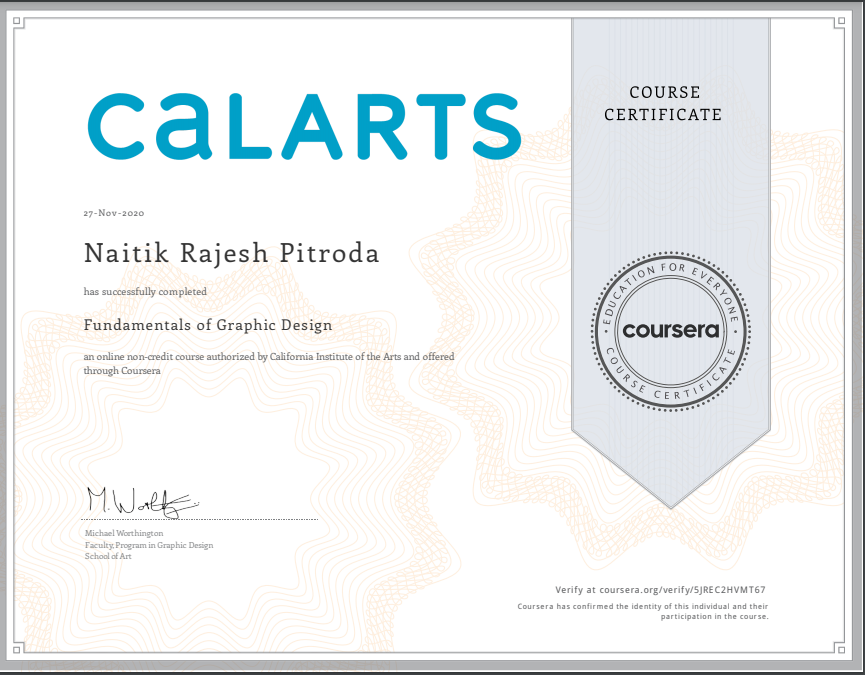 CalARTS
COURSE
CERTIFICATE
27-Nov-2020
Naitik Rajesh Pitroda
has successfully completed
Fundamentals of Graphic Design
an online non-credit course authorized by California Institute of the Arts and offered
through Coursera
EDUCATION FOR EVERYONE
coursera
COURSE CERTIFICATE
M. Worth
Michael Worthington
Faculty, Program in Graphic Design
School of Art
Verify at coursera.org/verify/5JREC2HVMT67
Coursera has confirmed the identity of this individual and their
participation in the course.